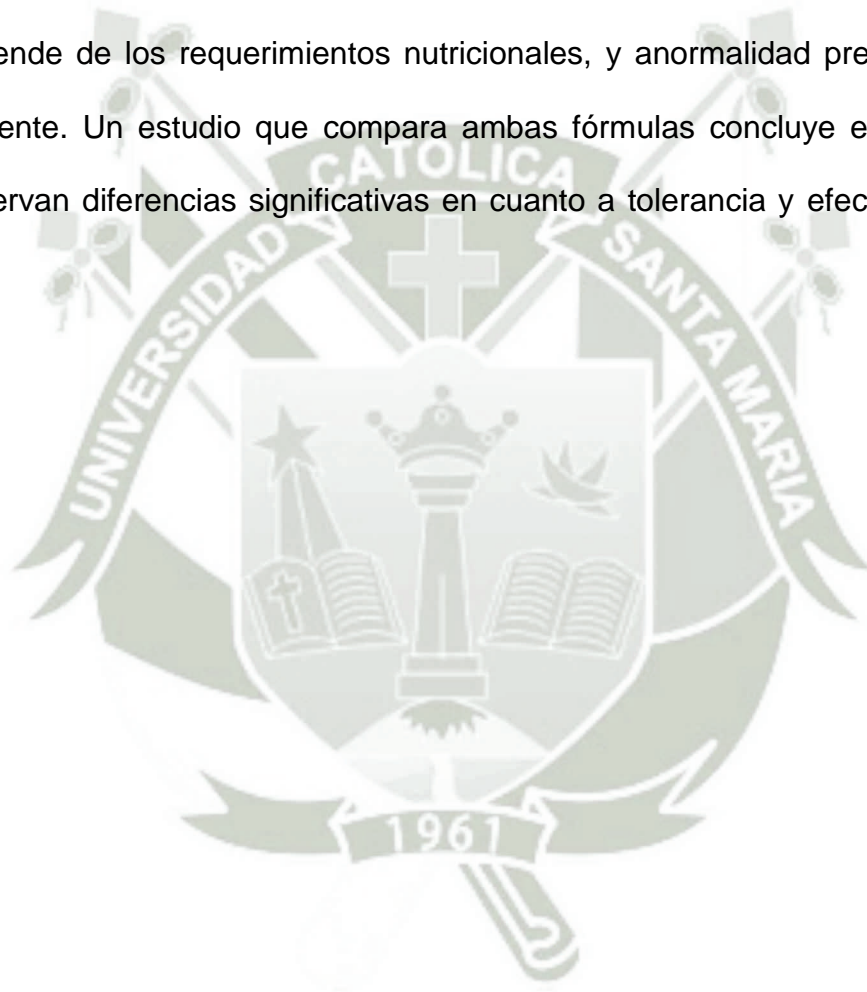 ende de los requerimientos nutricionales, y anormalidad pre
ente. Un estudio que compara ambas fórmulas concluye e
ervan diferencias significativas en cuanto a tolerancia y efec
CATOLICA
UNIVERSIDAD
SANTA MARIA
1961